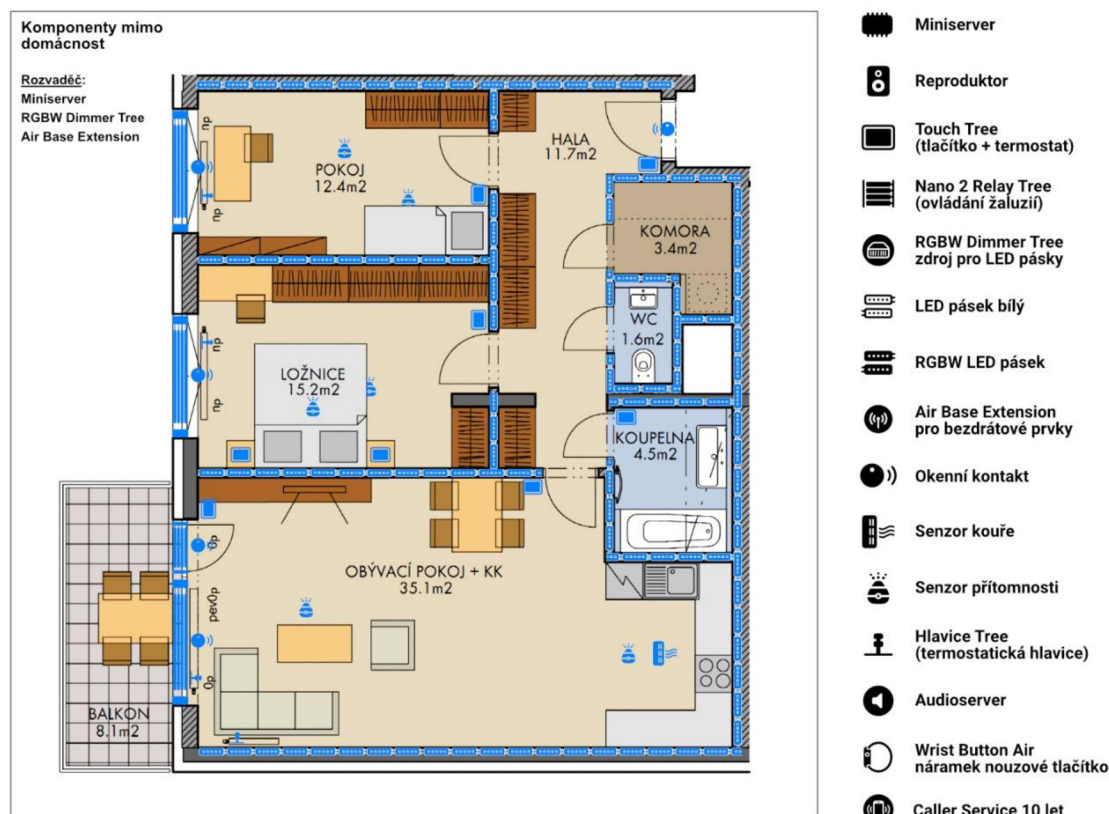 Komponenty mimo
domácnost
Rozvaděč:
Miniserver
RGBW Dimmer Tree
Air Base Extension
POKOJ
12.4m2
HALA
11.7m2
KOMORA
3.4m2
WC
1.6m2
LOŽNICE
15.2m2
KOUPELNA
4.5m2
OBÝVACÍ POKOJ + KK
35.1m2
BALKON
8.1m2
Miniserver
Reproduktor
Touch Tree
(tlačítko + termostat)
Nano 2 Relay Tree
(ovládání žaluzií)
RGBW Dimmer Tree
zdroj pro LED pásky
LED pásek bílý
RGBW LED pásek
Air Base Extension
pro bezdrátové prvky
Okenní kontakt
Senzor kouře
Senzor přítomnosti
Hlavice Tree
(termostatická hlavice)
Audioserver
Wrist Button Air
náramek nouzové tlačítko
Caller Service 10 let